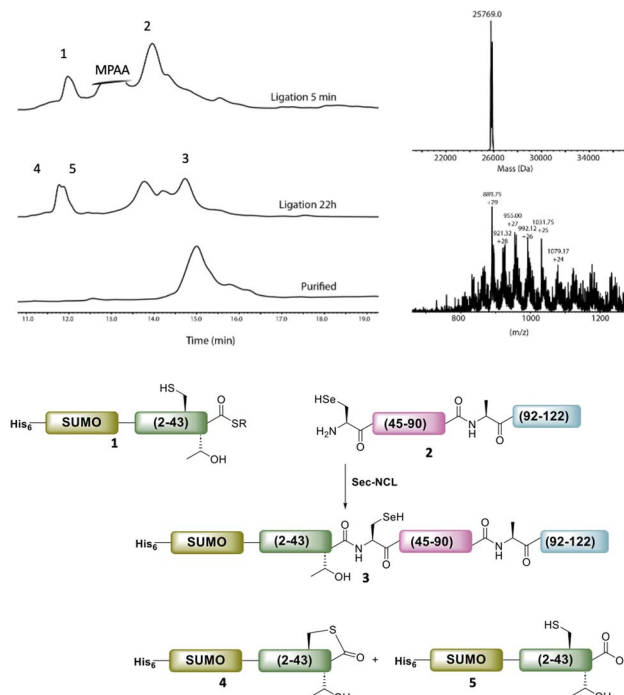 1
MPAA
2
Ligation 5 min
4
5
3
Ligation 22h
Purified
11.0 12.0 13.0 14.0 15.0 16.0 17.0 18.0 19.0
Time (min)
25769.0
22000 26000 30000 34000
Mass (Da)
889.75
+29
921.32
+28
955.00
+27
992.12
+26
1031.75
+25
1079.17
+24
800 1000 1200
(m/z)
HS
O
SR
His6 SUMO (2-43)
OH
1
HSe
H2N
O
(45-90)
O
N
H
O
(92-122)
2
Sec-NCL
His6 SUMO (2-43)
O
N
H
SeH
O
(45-90)
O
N
H
O
(92-122)
OH
3
S
O
His6 SUMO (2-43)
4
+
HS
O
His6 SUMO (2-43)
OH
5